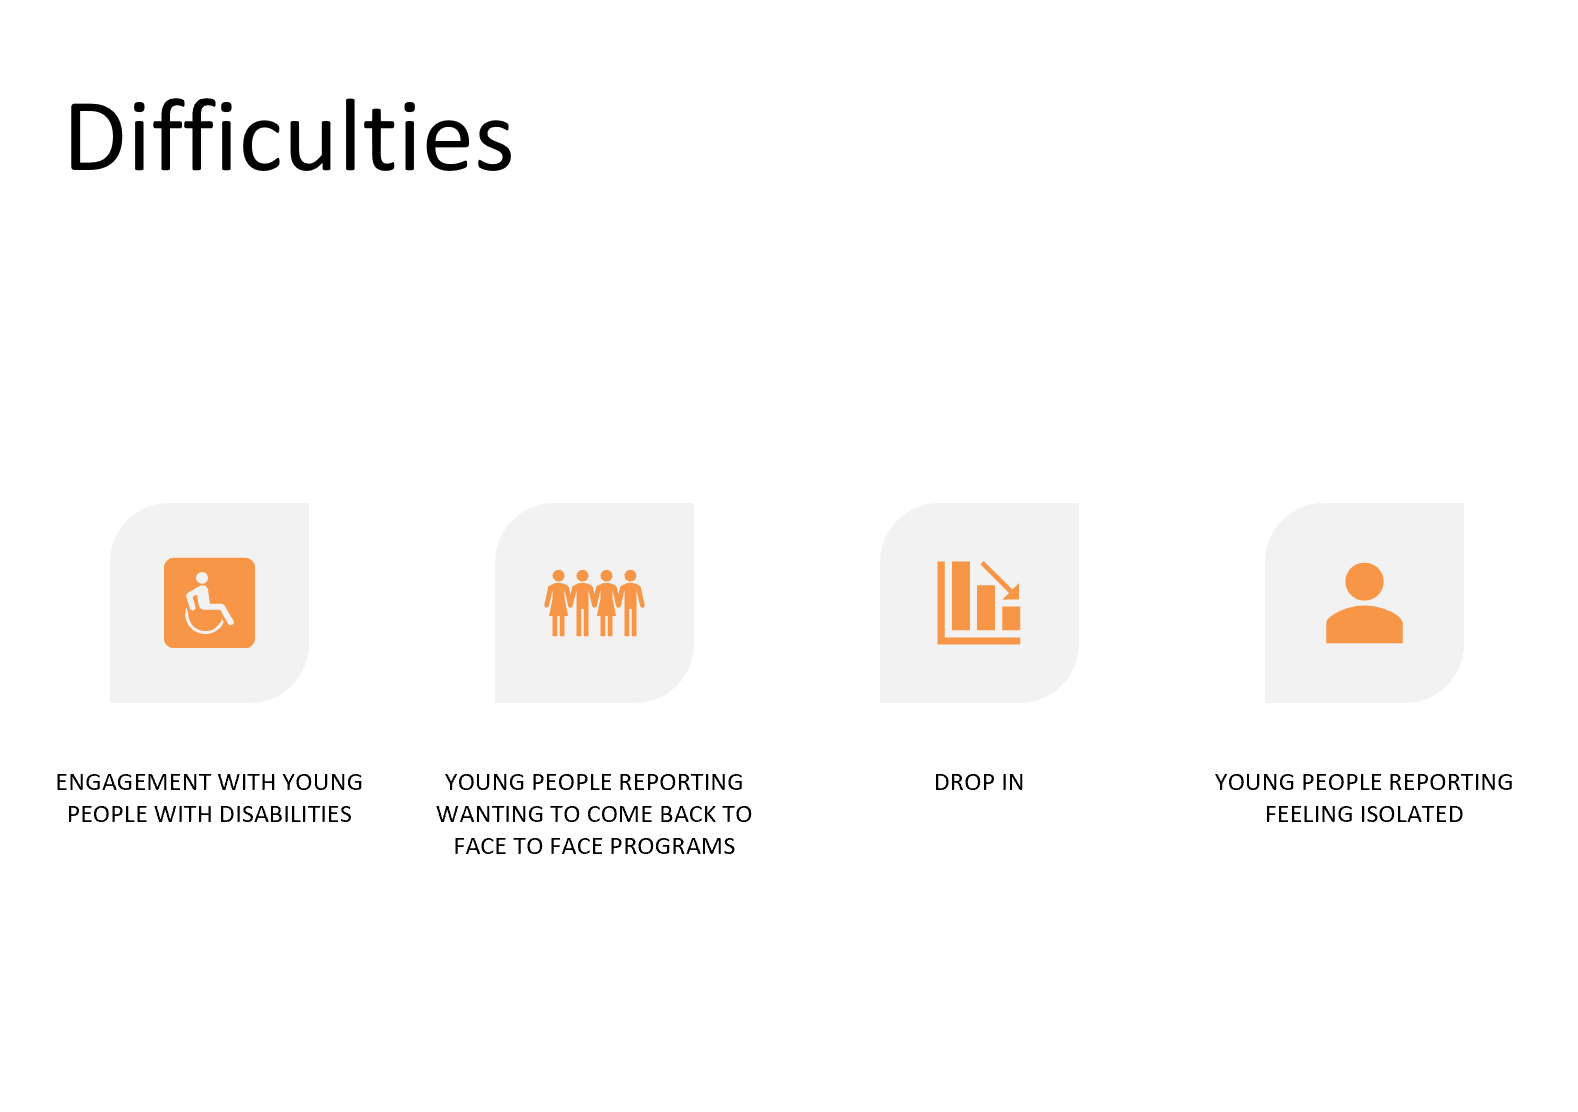 Difficulties
ENGAGEMENT WITH YOUNG
PEOPLE WITH DISABILITIES
YOUNG PEOPLE REPORTING
WANTING TO COME BACK TO
FACE TO FACE PROGRAMS
DROP IN
YOUNG PEOPLE REPORTING
FEELING ISOLATED